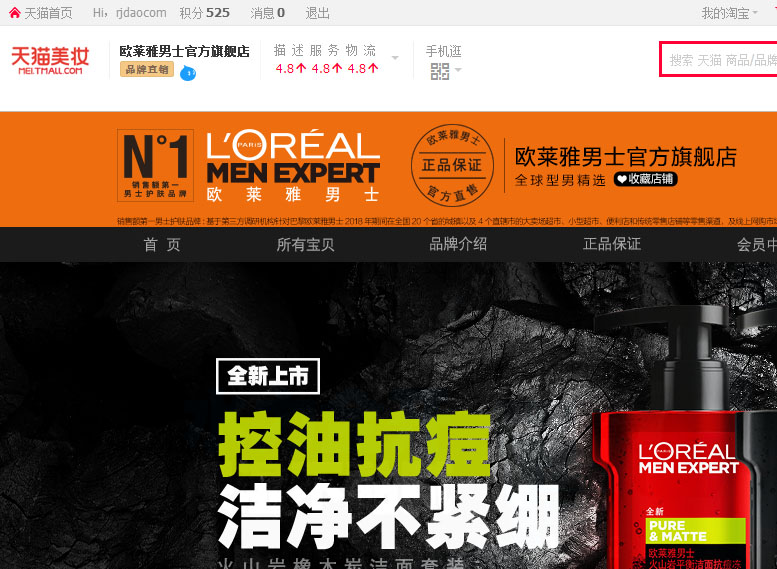 天猫首页 Hi，rjdaocom 积分 525 消息 0 退出 我的淘宝
天猫美妆
MEI.TMALL.COM
欧莱雅男士官方旗舰店
品牌直销
描 述 服 务 物 流
4.8 4.8 4.8
手机逛
搜索 天猫 商品/品牌
N°1
销售额第一
男士护肤品牌
L'ORÉAL
PARIS
MEN EXPERT
欧 莱 雅 男 士
欧莱雅男士
正品保证
官方直售
欧莱雅男士官方旗舰店
全球型男精选 收藏店铺
销售额第一男士护肤品牌：基于第三方调研机构针对巴黎欧莱雅男士 2018 年期间在全国 20 个省的城镇以及 4 个直辖市的大卖场超市、小型超市、便利店和传统零售店铺等零售渠道、及线上网购市
首 页 所有宝贝 品牌介绍 正品保证 会员中
全新上市
控油抗痘
洁净不紧绷
火山岩橡木炭洁面套装
L'ORÉAL
PARIS
MEN EXPERT
全新
PURE
& MATTE
欧莱雅男士
火山岩平衡洁面抗痘冻